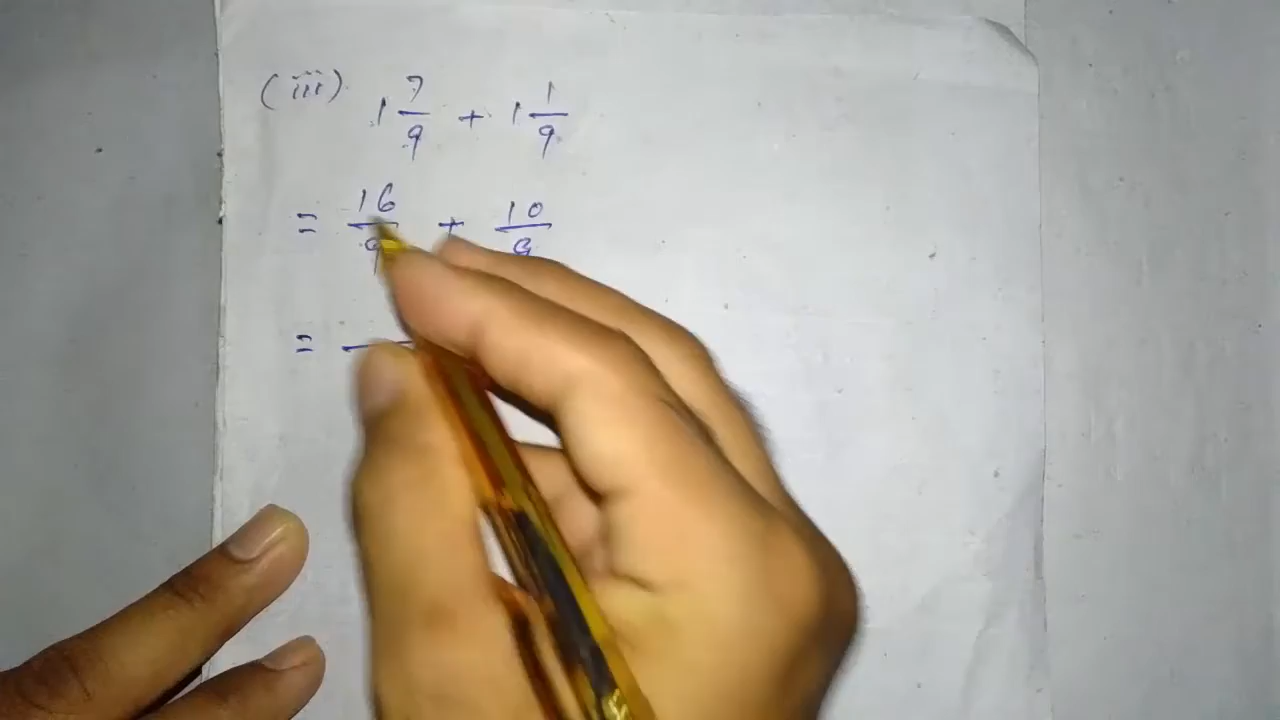 (iii) 1 7/9 + 1 1/9
= 16/9 + 10/9
=